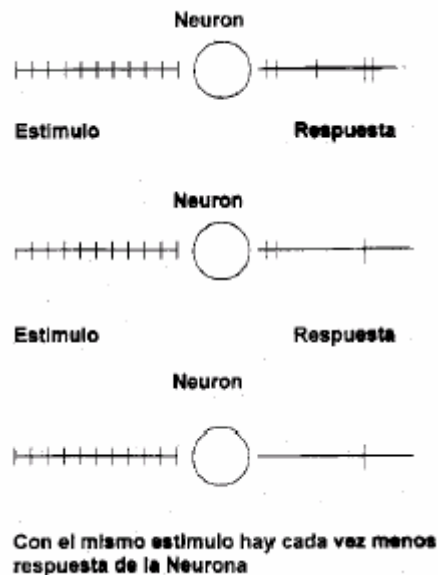 Neuron
Estimulo Respuesta
Neuron
Estimulo Respuesta
Neuron
Con el mismo estimulo hay cada vez menos
respuesta de la Neurona